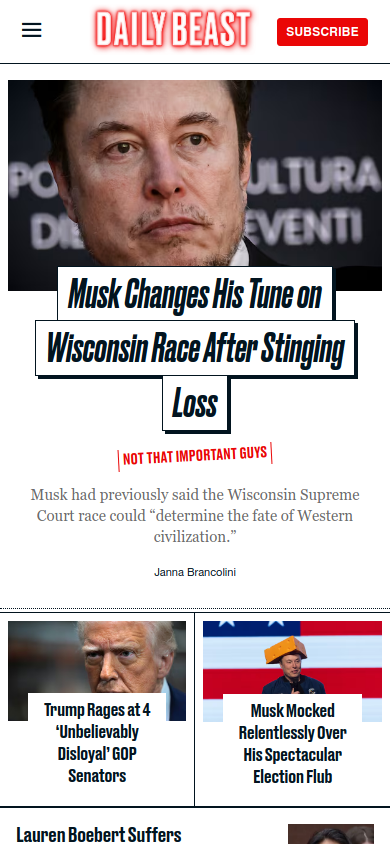 DAILY BEAST
SUBSCRIBE
PO ULTURA
DIE EVENTI
Musk Changes His Tune on
Wisconsin Race After Stinging
Loss
NOT THAT IMPORTANT GUYS
Musk had previously said the Wisconsin Supreme
Court race could “determine the fate of Western
civilization.”
Janna Brancolini
Trump Rages at 4
‘Unbelievably
Disloyal’ GOP
Senators
Musk Mocked
Relentlessly Over
His Spectacular
Election Flub
Lauren Boebert Suffers